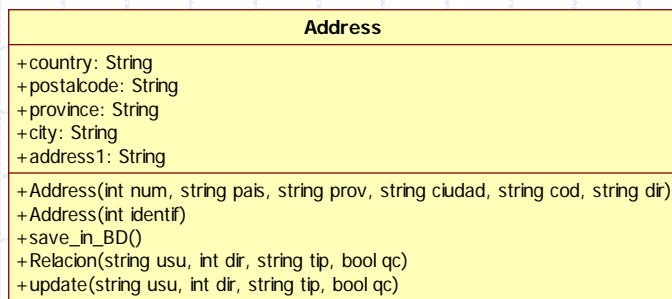 Address
+country: String
+postalcode: String
+province: String
+city: String
+address1: String
+Address(int num, string pais, string prov, string ciudad, string cod, string dir)
+Address(int identif)
+save_in_BD()
+Relacion(string usu, int dir, string tip, bool qc)
+update(string usu, int dir, string tip, bool qc)